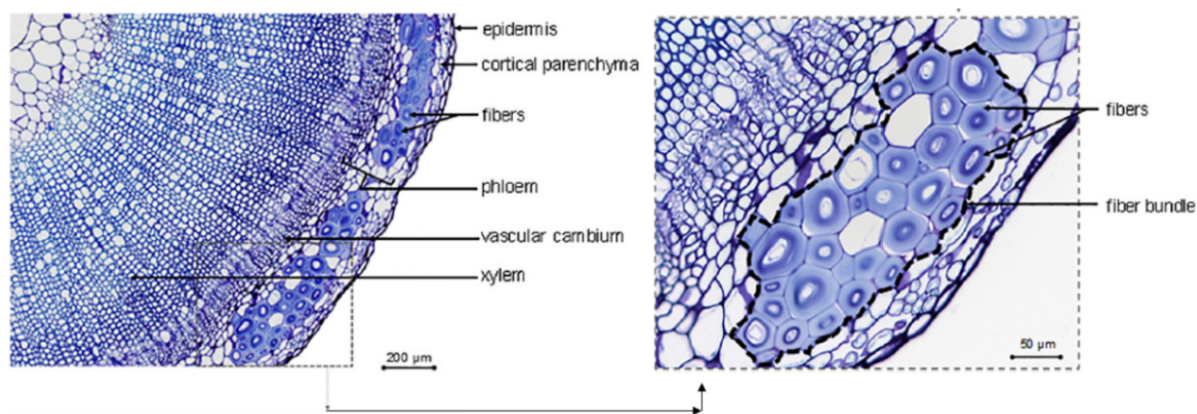 epidermis
cortical parenchyma
fibers
phloem
vascular cambium
xylem
200 µm
fibers
fiber bundle
50 µm